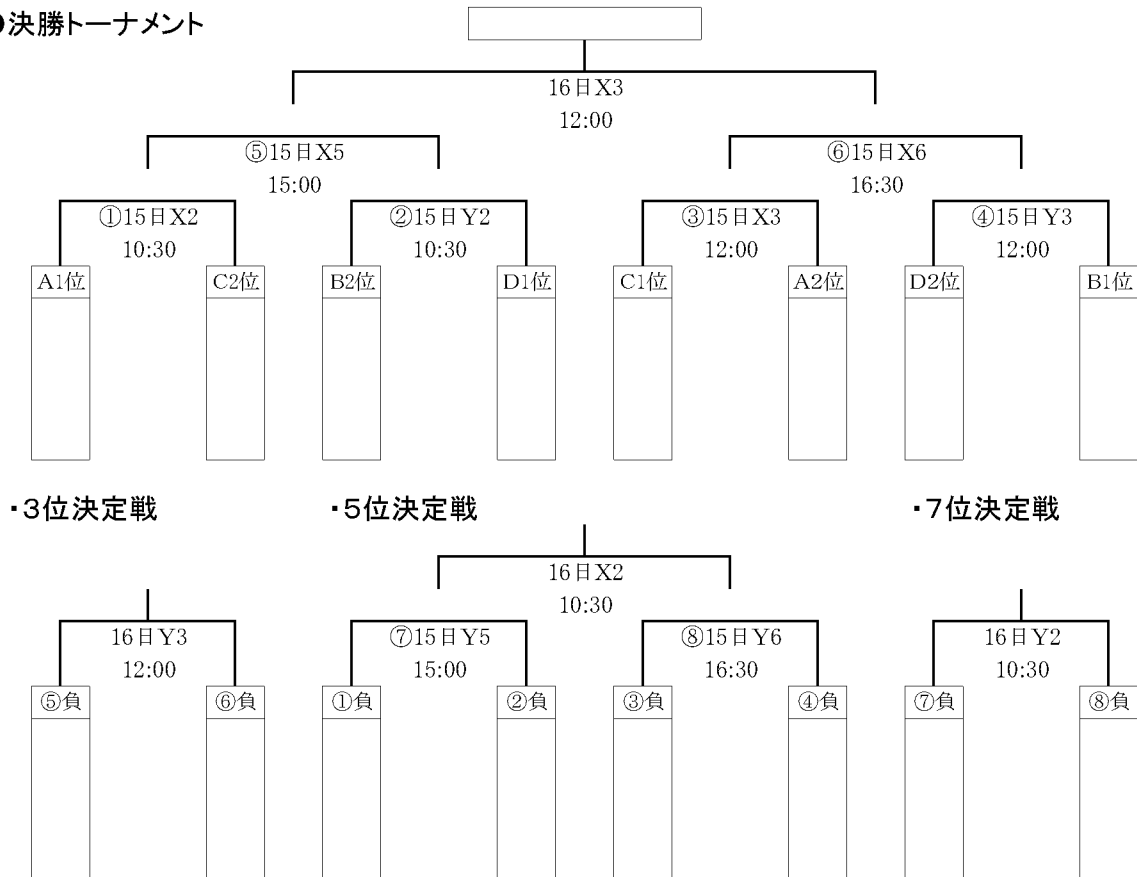 ●決勝トーナメント
16日X3
12:00
⑤15日X5
⑥15日X6
15:00
16:30
①15日X2
②15日Y2
③15日X3
④15日Y3
10:30
10:30
12:00
12:00
A1位
C2位
B2位
D1位
C1位
A2位
D2位
B1位
・3位決定戦
・5位決定戦
・7位決定戦
16日X2
10:30
16日Y3
⑦15日Y5
⑧15日Y6
16日Y2
12:00
15:00
16:30
10:30
⑤負
⑥負
①負
②負
③負
④負
⑦負
⑧負